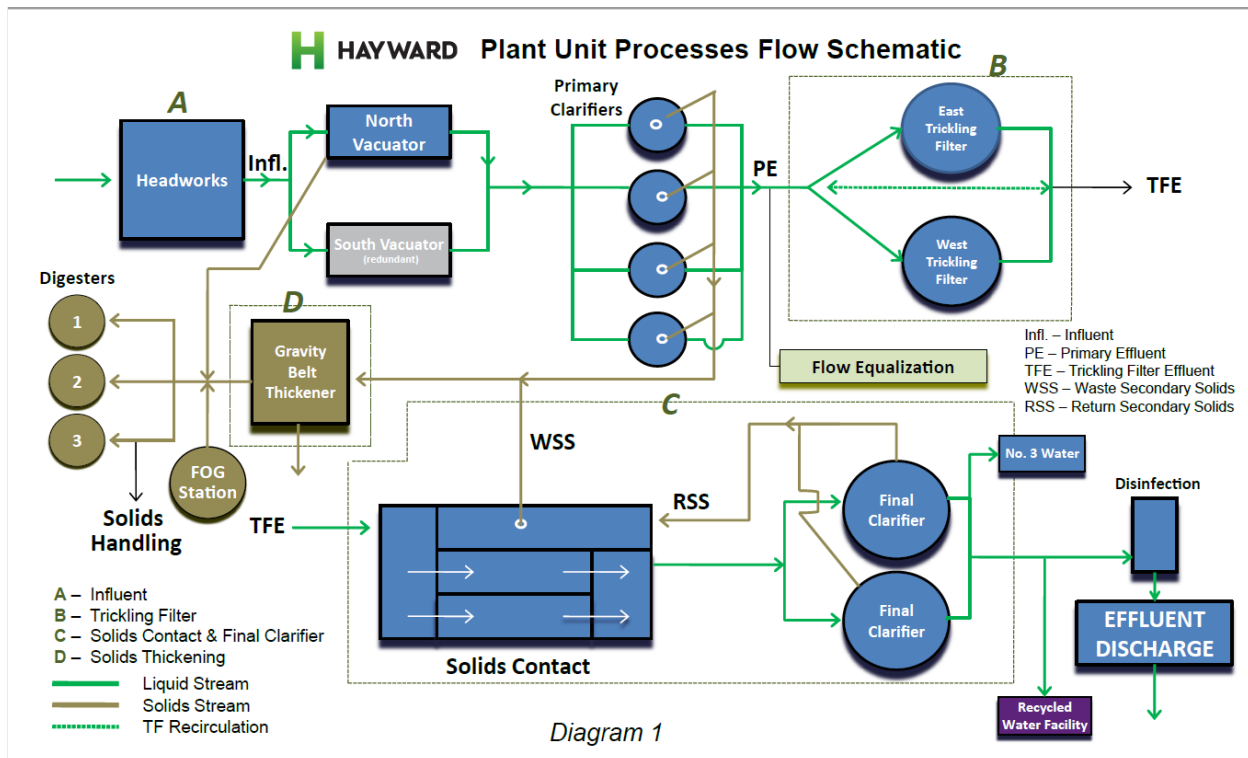 HAYWARD Plant Unit Processes Flow Schematic
A
Headworks
Infl.
North
Vacuator
South Vacuator
(redundant)
Primary
Clarifiers
PE
B
East
Trickling
Filter
West
Trickling
Filter
TFE
Flow Equalization
Infl. – Influent
PE – Primary Effluent
TFE – Trickling Filter Effluent
WSS – Waste Secondary Solids
RSS – Return Secondary Solids
Digesters
1
2
3
D
Gravity
Belt
Thickener
FOG
Station
Solids
Handling
C
WSS
RSS
TFE
Solids Contact
Final
Clarifier
Final
Clarifier
No. 3 Water
Disinfection
EFFLUENT
DISCHARGE
Recycled
Water Facility
A – Influent
B – Trickling Filter
C – Solids Contact & Final Clarifier
D – Solids Thickening
Liquid Stream
Solids Stream
TF Recirculation
Diagram 1